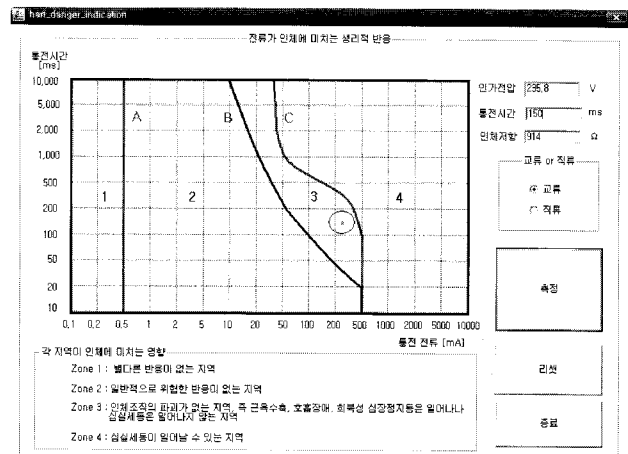 hart_danger_indication
전류가 인체에 미치는 생리적 반응
통전시간
[ms]
10,000
5,000
2,000
1,000
500
200
100
50
20
10
A
B
C
1
2
3
4
0,1 0,2 0,5 1 2 5 10 20 50 100 200 500 1000 2000 5000 10000
통전 전류 [mA]
인가전압 295,8 V
통전시간 150 ms
인체저항 914 Ω
교류 or 직류
교류
직류
측정
리셋
종료
각 지역이 인체에 미치는 영향
Zone 1 : 별다른 반응이 없는 지역
Zone 2 : 일반적으로 위험한 반응이 없는 지역
Zone 3 : 인체조직의 파괴가 없는 지역, 즉 근육수축, 호흡장애, 회복성 심장정지등은 일어나나
심실세동은 일어나지 않는 지역
Zone 4 : 심실세동이 일어날 수 있는 지역